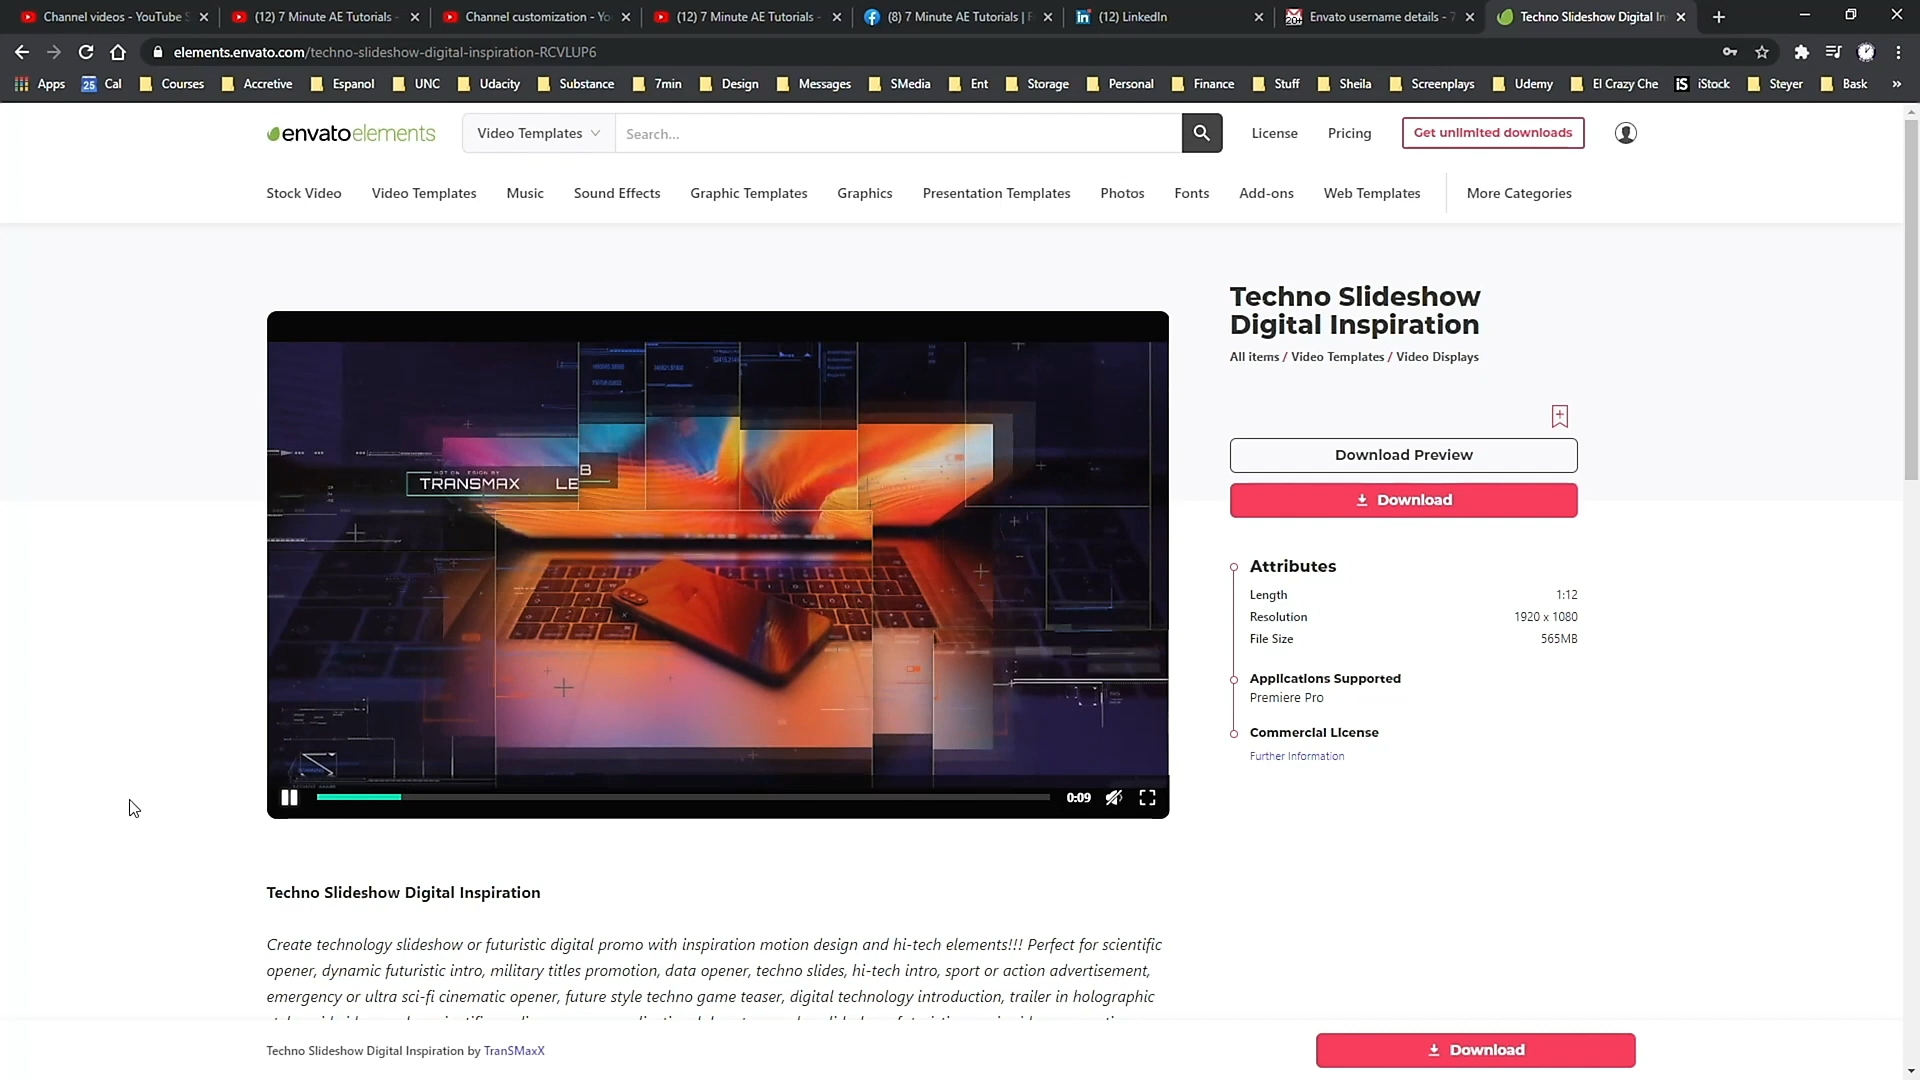 Channel videos - YouTube S
(12) 7 Minute AE Tutorials -
Channel customization - Yo
(12) 7 Minute AE Tutorials -
(8) 7 Minute AE Tutorials | F
(12) LinkedIn
Envato username details - 7
Techno Slideshow Digital In
elements.envato.com/techno-slideshow-digital-inspiration-RCVLUP6
Apps
25 Cal
Courses
Accretive
Espanol
UNC
Udacity
Substance
7min
Design
Messages
SMedia
Ent
Storage
Personal
Finance
Stuff
Sheila
Screenplays
Udemy
El Crazy Che
iS iStock
Steyer
Bask
»
envatoelements
Video Templates
Search...
License
Pricing
Get unlimited downloads
Stock Video
Video Templates
Music
Sound Effects
Graphic Templates
Graphics
Presentation Templates
Photos
Fonts
Add-ons
Web Templates
More Categories
Techno Slideshow
Digital Inspiration
All items / Video Templates / Video Displays
Download Preview
Download
TRANSMAX LE
B
0:09
Attributes
Length 1:12
Resolution 1920 x 1080
File Size 565MB
Applications Supported
Premiere Pro
Commercial License
Further Information
Techno Slideshow Digital Inspiration
Create technology slideshow or futuristic digital promo with inspiration motion design and hi-tech elements!!! Perfect for scientific
opener, dynamic futuristic intro, military titles promotion, data opener, techno slides, hi-tech intro, sport or action advertisement,
emergency or ultra sci-fi cinematic opener, future style techno game teaser, digital technology introduction, trailer in holographic
Techno Slideshow Digital Inspiration by TranSMaxX
Download